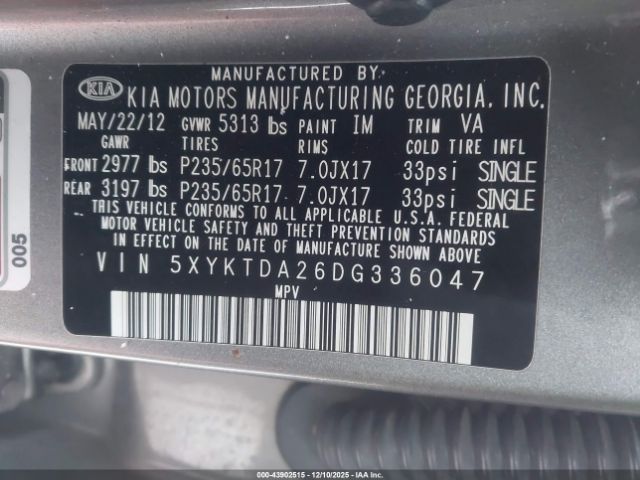 MANUFACTURED BY
KIA KIA MOTORS MANUFACTURING GEORGIA, INC.
MAY/22/12 GVWR 5313 lbs PAINT IM TRIM VA
GAWR TIRES RIMS COLD TIRE INFL
FRONT 2977 lbs P235/65R17 7.0JX17 33psi SINGLE
REAR 3197 lbs P235/65R17 7.0JX17 33psi SINGLE
THIS VEHICLE CONFORMS TO ALL APPLICABLE U.S.A. FEDERAL
MOTOR VEHICLE SAFETY AND THEFT PREVENTION STANDARDS
IN EFFECT ON THE DATE OF MANUFACTURE SHOWN ABOVE.
VIN 5XYKTDA26DG336047
MPV
005
000-43902515 - 12/10/2025 - IAAI.COM